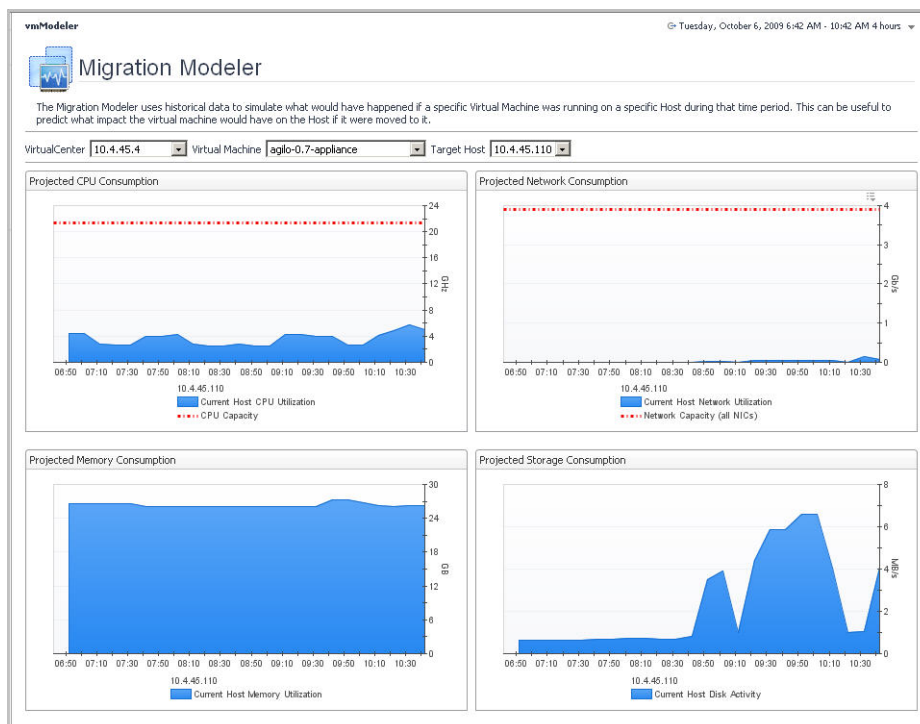 vmModeler
Tuesday, October 6, 2009 6:42 AM - 10:42 AM 4 hours
Migration Modeler
The Migration Modeler uses historical data to simulate what would have happened if a specific Virtual Machine was running on a specific Host during that time period. This can be useful to
predict what impact the virtual machine would have on the Host if it were moved to it.
VirtualCenter 10.4.45.4 Virtual Machine agilo-0.7-appliance Target Host 10.4.45.110
Projected CPU Consumption
24
20
16
12
8
4
0
GHz
06:50 07:10 07:30 07:50 08:10 08:30 08:50 09:10 09:30 09:50 10:10 10:30
10.4.45.110
Current Host CPU Utilization
CPU Capacity
Projected Network Consumption
4
3
2
1
0
Gb/s
06:50 07:10 07:30 07:50 08:10 08:30 08:50 09:10 09:30 09:50 10:10 10:30
10.4.45.110
Current Host Network Utilization
Network Capacity (all NICs)
Projected Memory Consumption
30
24
18
12
6
0
GB
06:50 07:10 07:30 07:50 08:10 08:30 08:50 09:10 09:30 09:50 10:10 10:30
10.4.45.110
Current Host Memory Utilization
Projected Storage Consumption
8
6
4
2
0
MB/s
06:50 07:10 07:30 07:50 08:10 08:30 08:50 09:10 09:30 09:50 10:10 10:30
10.4.45.110
Current Host Disk Activity